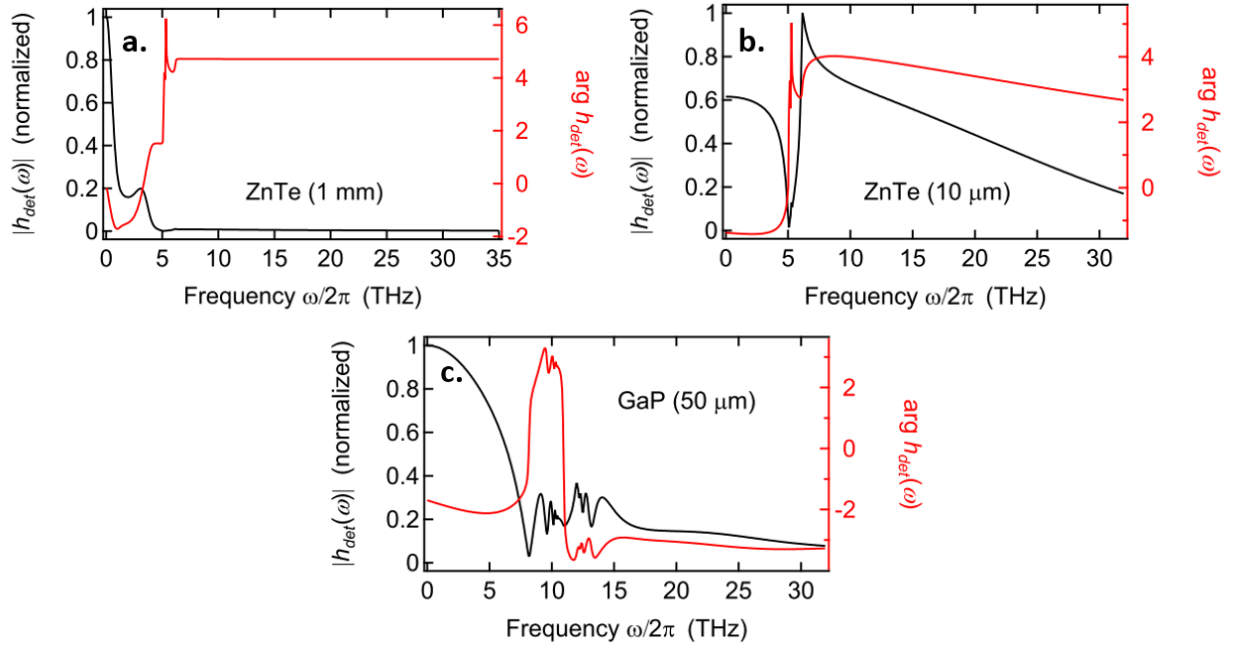 a.
1
0.8
0.6
0.4
0.2
0
|h_det(ω)| (normalized)
6
4
2
0
-2
arg h_det(ω)
ZnTe (1 mm)
0 5 10 15 20 25 30 35
Frequency ω/2π (THz)
b.
1
0.8
0.6
0.4
0.2
0
|h_det(ω)| (normalized)
4
2
0
arg h_det(ω)
ZnTe (10 μm)
0 5 10 15 20 25 30
Frequency ω/2π (THz)
c.
1
0.8
0.6
0.4
0.2
0
|h_det(ω)| (normalized)
2
0
-2
arg h_det(ω)
GaP (50 μm)
0 5 10 15 20 25 30
Frequency ω/2π (THz)